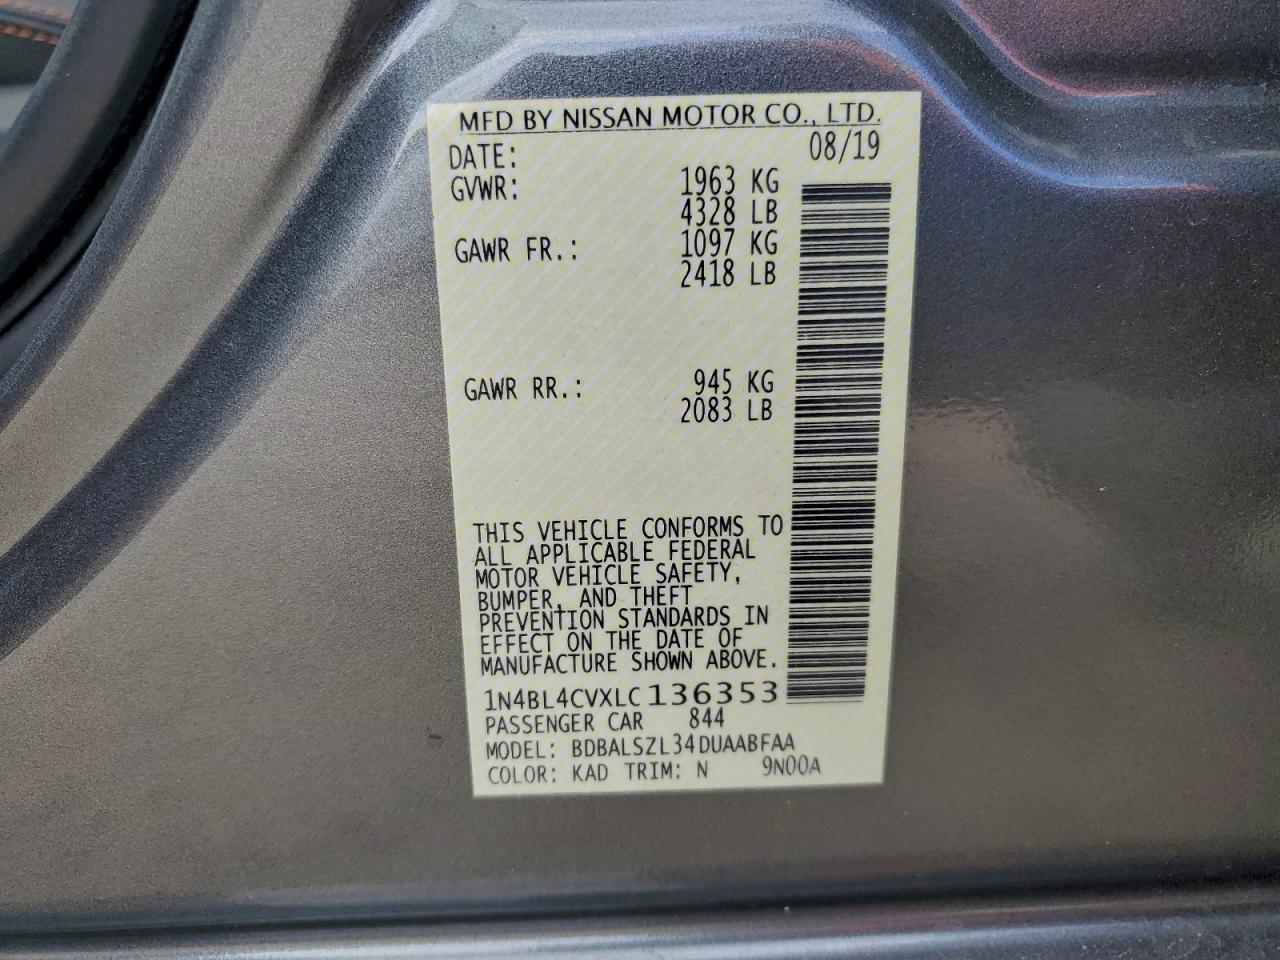 MFD BY NISSAN MOTOR CO., LTD.
DATE: 08/19
GVWR: 1963 KG
4328 LB
GAWR FR.: 1097 KG
2418 LB
GAWR RR.: 945 KG
2083 LB
THIS VEHICLE CONFORMS TO
ALL APPLICABLE FEDERAL
MOTOR VEHICLE SAFETY,
BUMPER, AND THEFT
PREVENTION STANDARDS IN
EFFECT ON THE DATE OF
MANUFACTURE SHOWN ABOVE.
1N4BL4CVXLC136353
PASSENGER CAR 844
MODEL: BDBALSZL34DUAABFAA
COLOR: KAD TRIM: N 9N00A